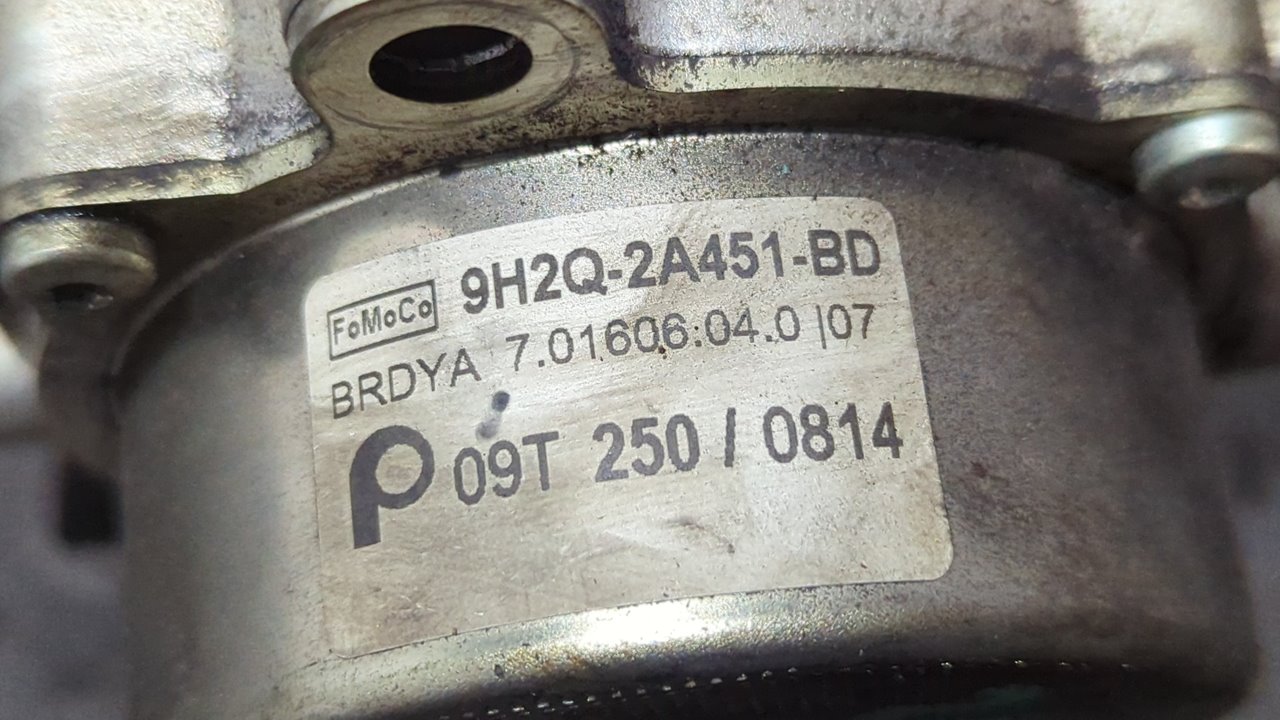 FoMoCo 9H2Q-2A451-BD
BRDYA 7.01606.04.0 |07
09T 250 / 0814